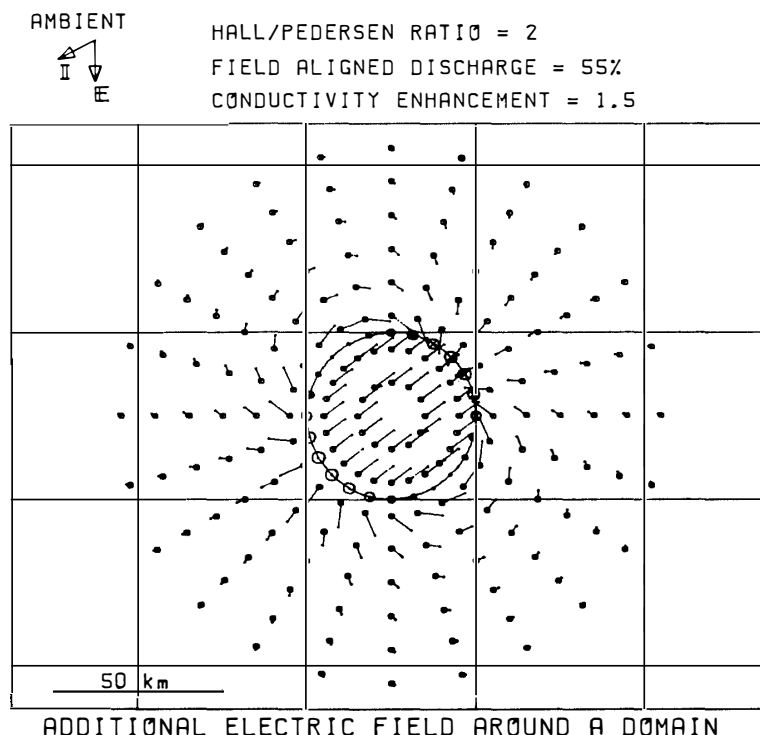 AMBIENT
I
E
HALL/PEDERSEN RATIO = 2
FIELD ALIGNED DISCHARGE = 55%
CONDUCTIVITY ENHANCEMENT = 1.5
50 km
ADDITIONAL ELECTRIC FIELD AROUND A DOMAIN